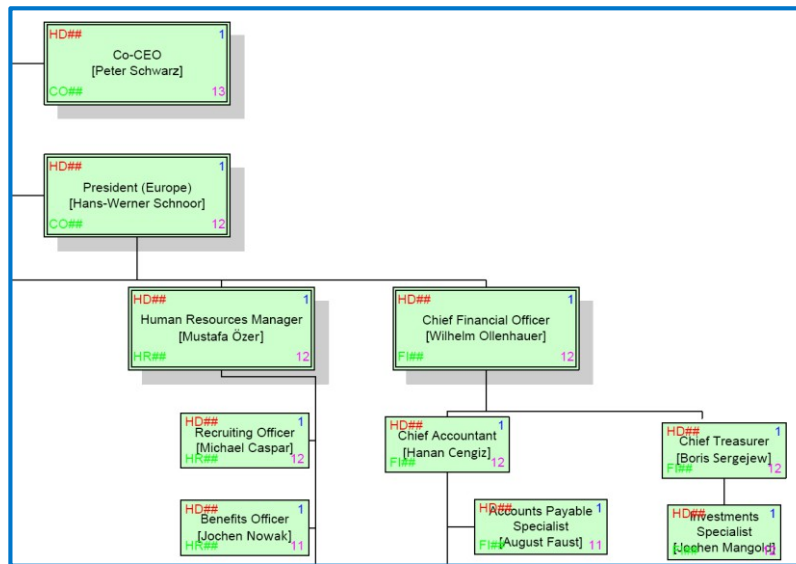 HD## 1
Co-CEO
[Peter Schwarz]
CO## 13
HD## 1
President (Europe)
[Hans-Werner Schnoor]
CO## 12
HD## 1
Human Resources Manager
[Mustafa Özer]
HR## 12
HD## 1
Chief Financial Officer
[Wilhelm Ollenhauer]
FI## 12
HD## 1
Recruiting Officer
[Michael Caspar]
HR## 12
HD## 1
Chief Accountant
[Hanan Cengiz]
FI## 12
HD## 1
Chief Treasurer
[Boris Sergejew]
FI## 12
HD## 1
Benefits Officer
[Jochen Nowak]
HR## 11
HD## 1
Accounts Payable
Specialist
[August Faust]
FI## 11
HD## 1
Investments
Specialist
[Jochen Mangold]
FI## 12